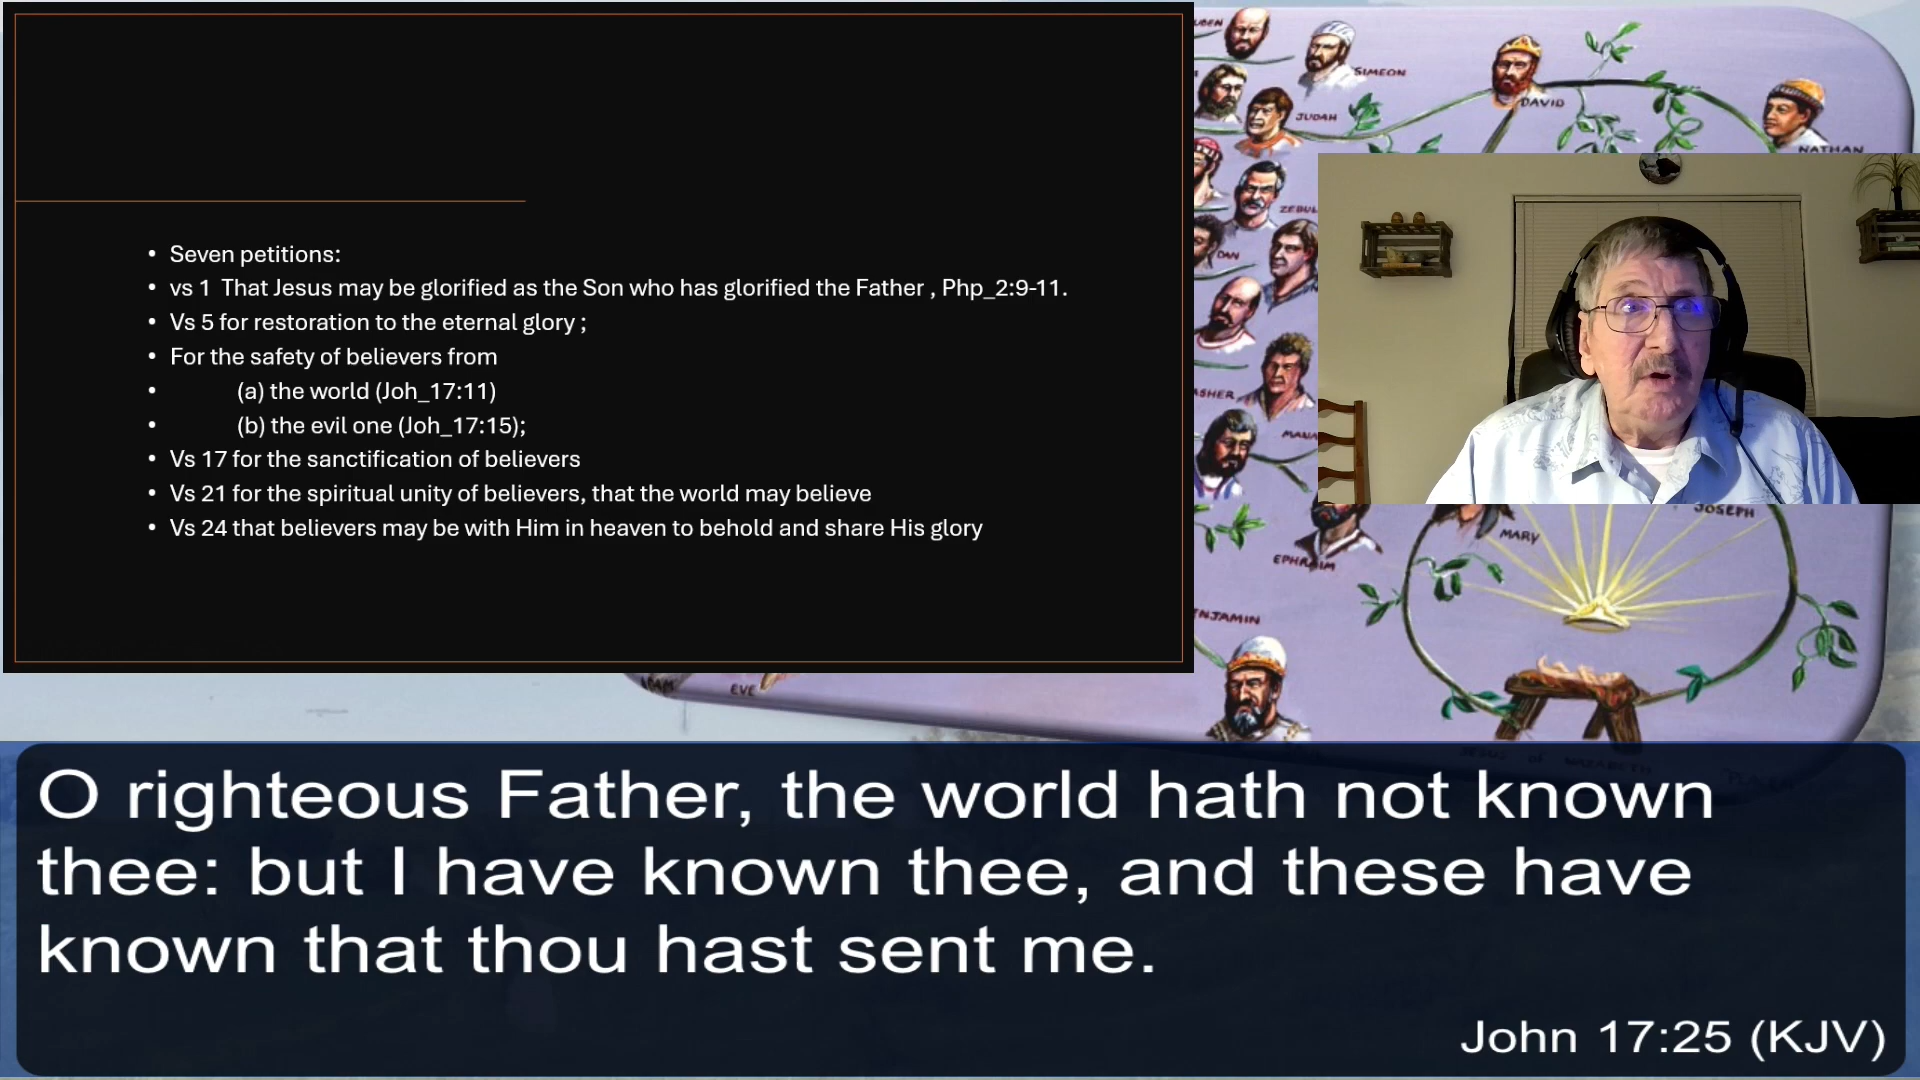 Seven petitions:
vs 1  That Jesus may be glorified as the Son who has glorified the Father , Php_2:9-11.
Vs 5 for restoration to the eternal glory ;
For the safety of believers from
(a) the world (Joh_17:11)
(b) the evil one (Joh_17:15);
Vs 17 for the sanctification of believers
Vs 21 for the spiritual unity of believers, that the world may believe
Vs 24 that believers may be with Him in heaven to behold and share His glory
SIMEON
DAVID
JUDAH
NATHAN
DAN
JOSEPH
MARY
EPHRAIM
ADAM
EVE
JESUS OF NAZARETH
O righteous Father, the world hath not known
thee: but I have known thee, and these have
known that thou hast sent me.
John 17:25 (KJV)